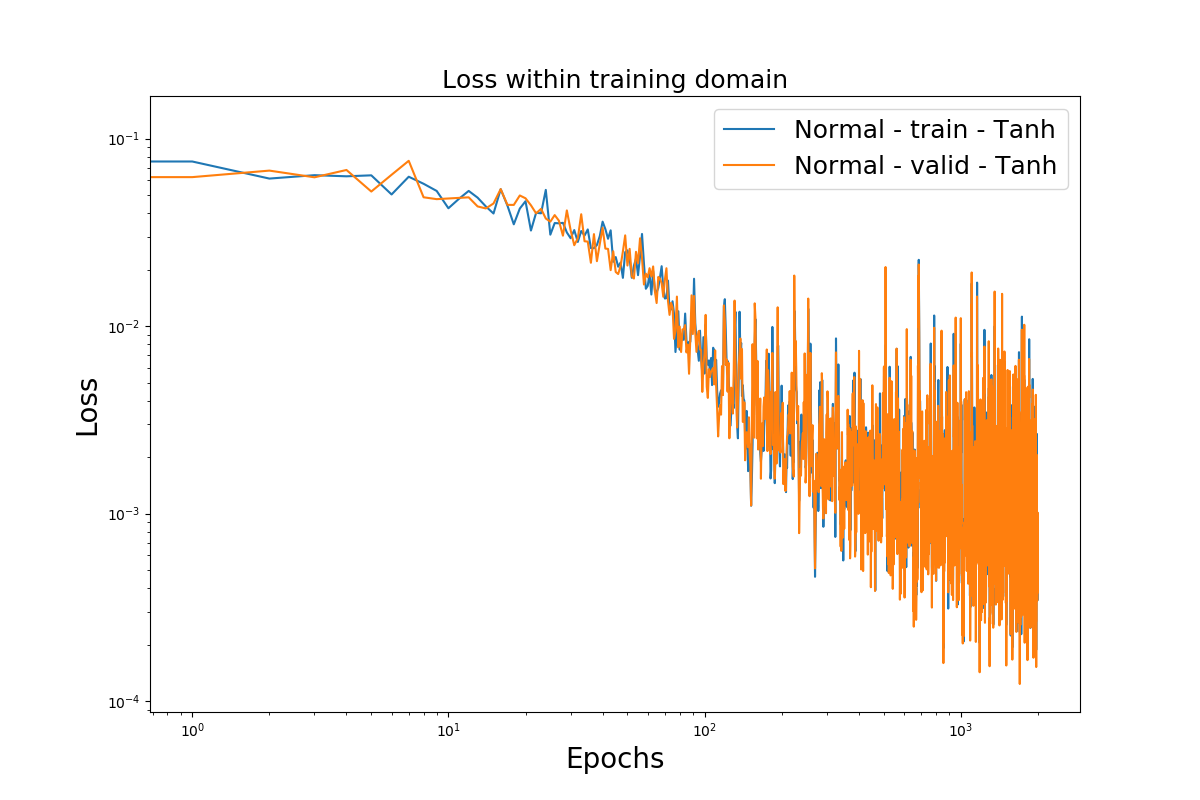 Loss within training domain
Normal - train - Tanh
Normal - valid - Tanh
Loss
10⁻¹
10⁻²
10⁻³
10⁻⁴
10⁰ 10¹ 10² 10³
Epochs